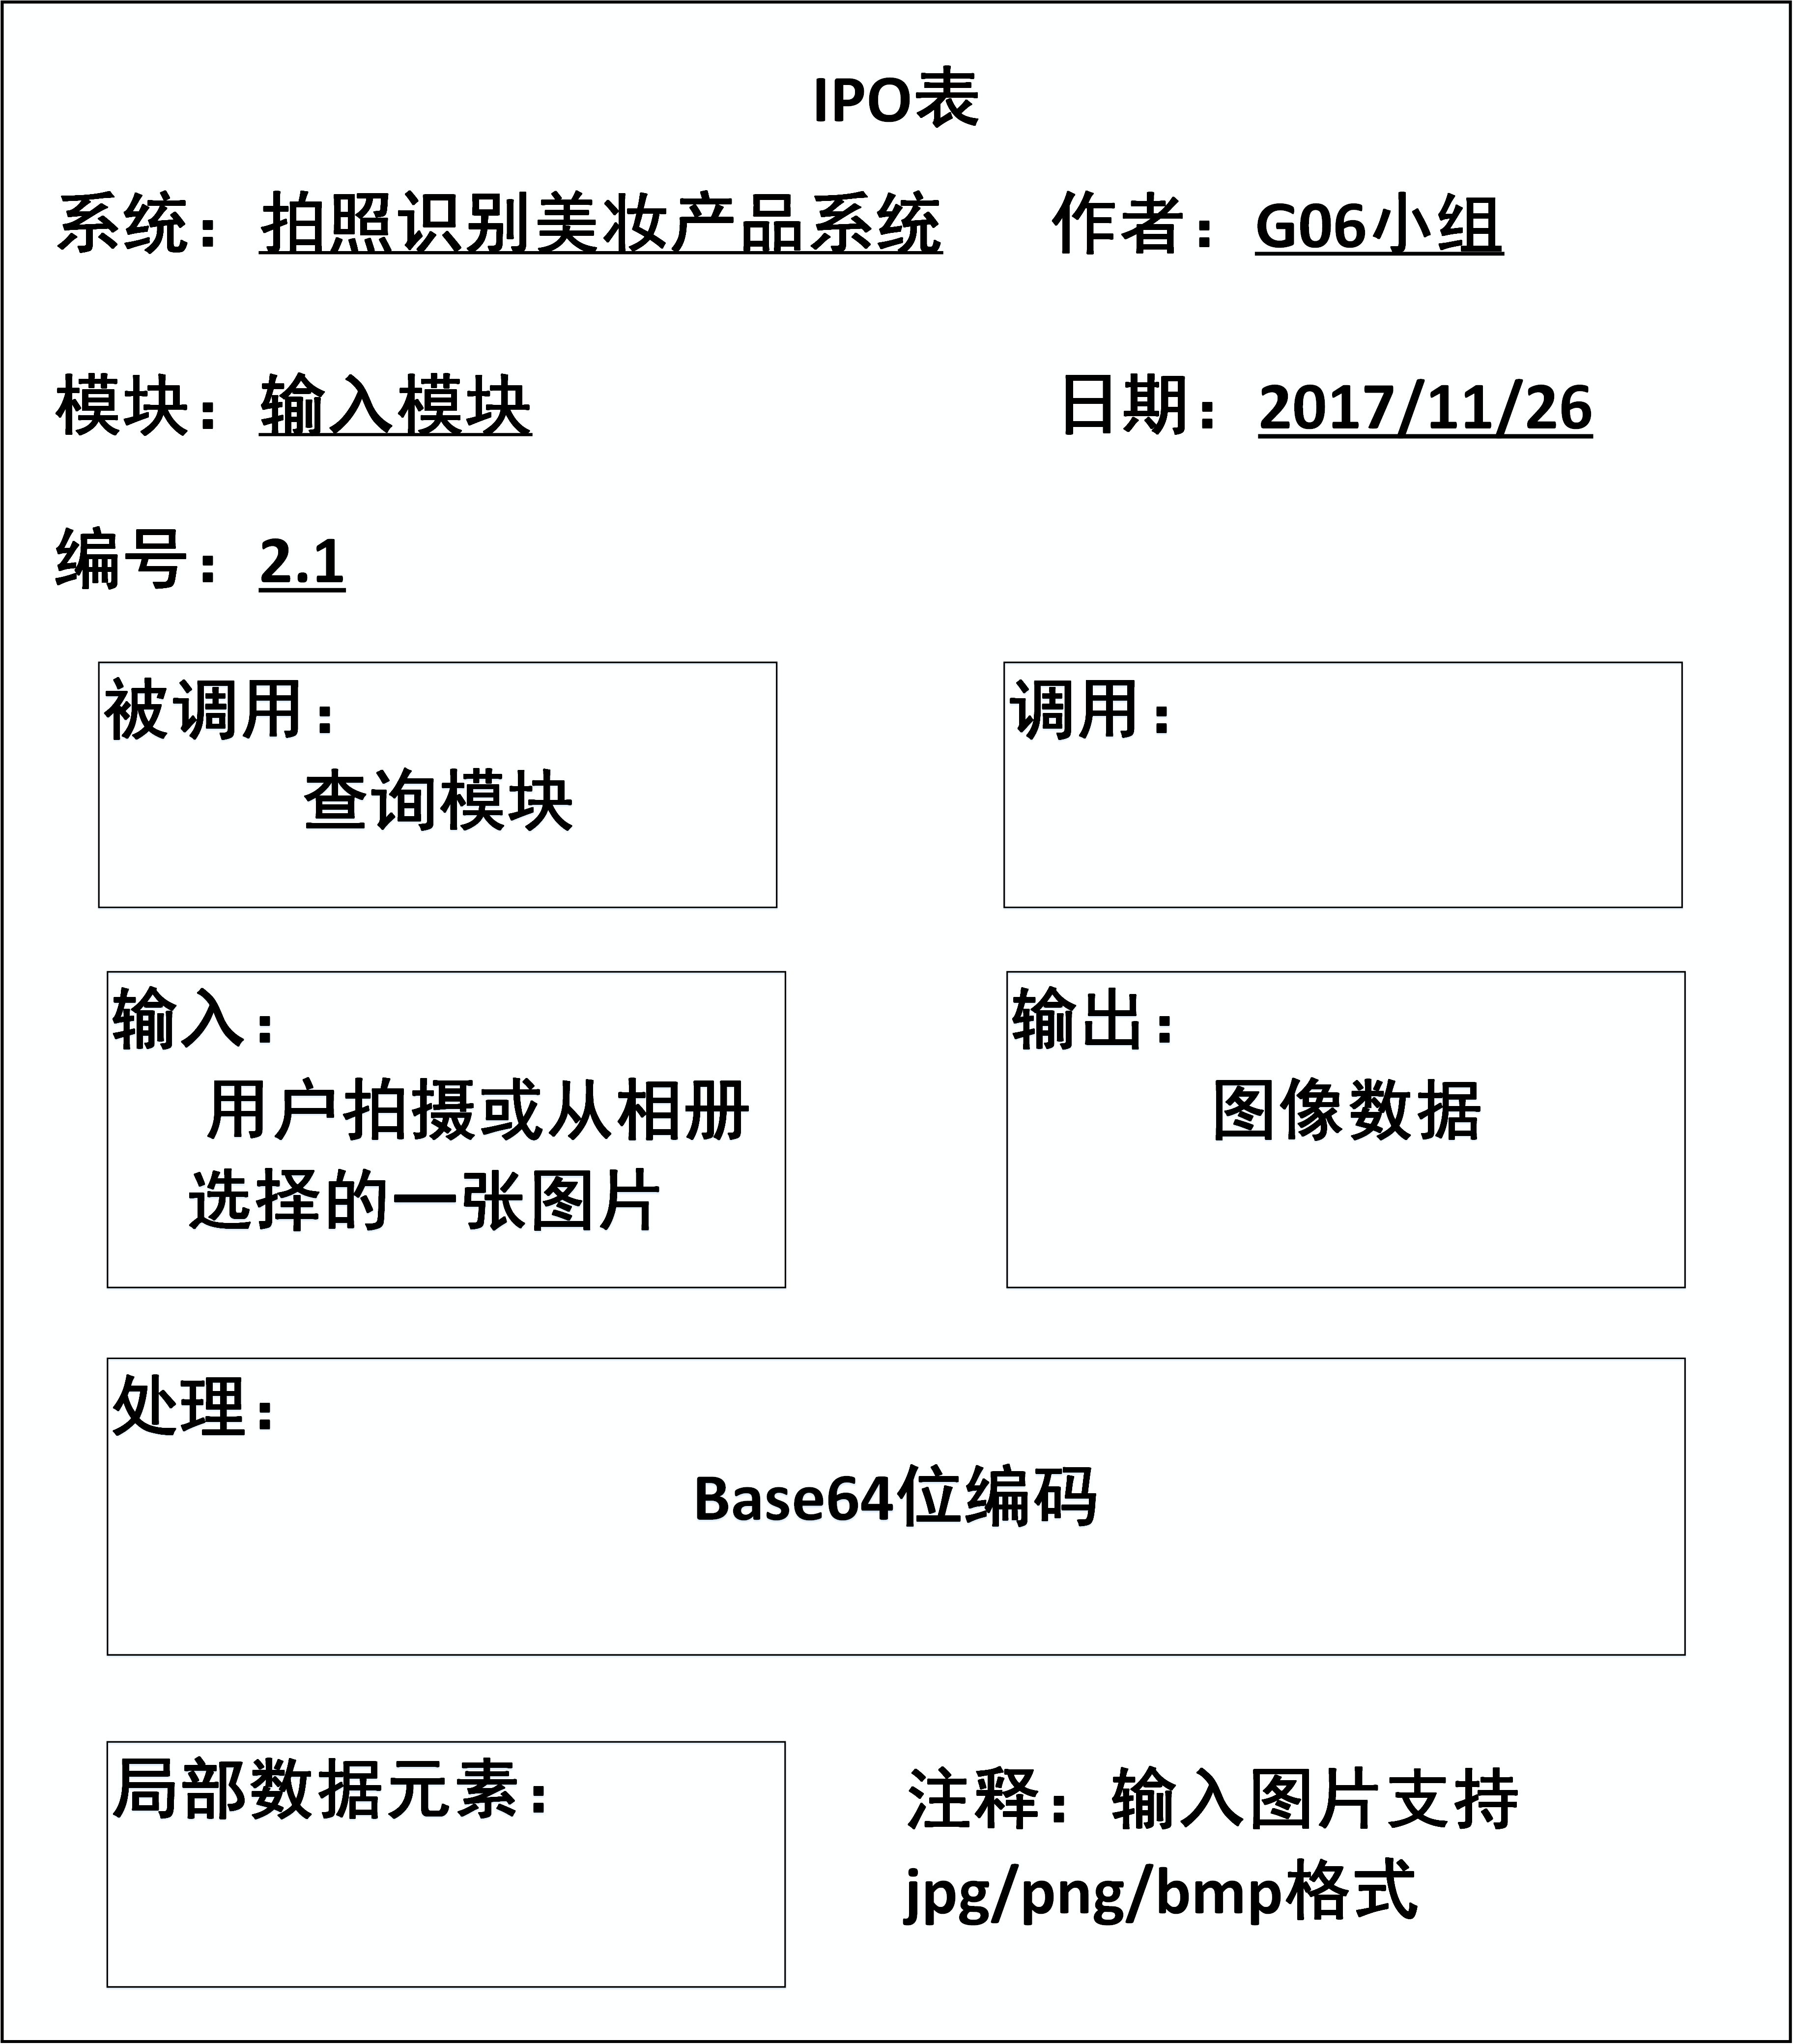 IPO表
系统：拍照识别美妆产品系统 作者：G06小组
模块：输入模块 日期：2017/11/26
编号：2.1
被调用：
查询模块
调用：
输入：
用户拍摄或从相册
选择的一张图片
输出：
图像数据
处理：
Base64位编码
局部数据元素：
注释：输入图片支持
jpg/png/bmp格式